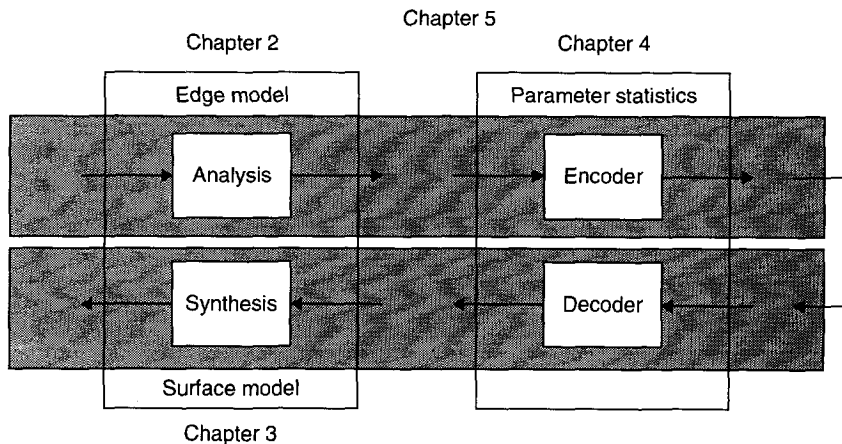 Chapter 5
Chapter 2
Chapter 4
Edge model
Parameter statistics
Analysis
Encoder
Synthesis
Decoder
Surface model
Chapter 3